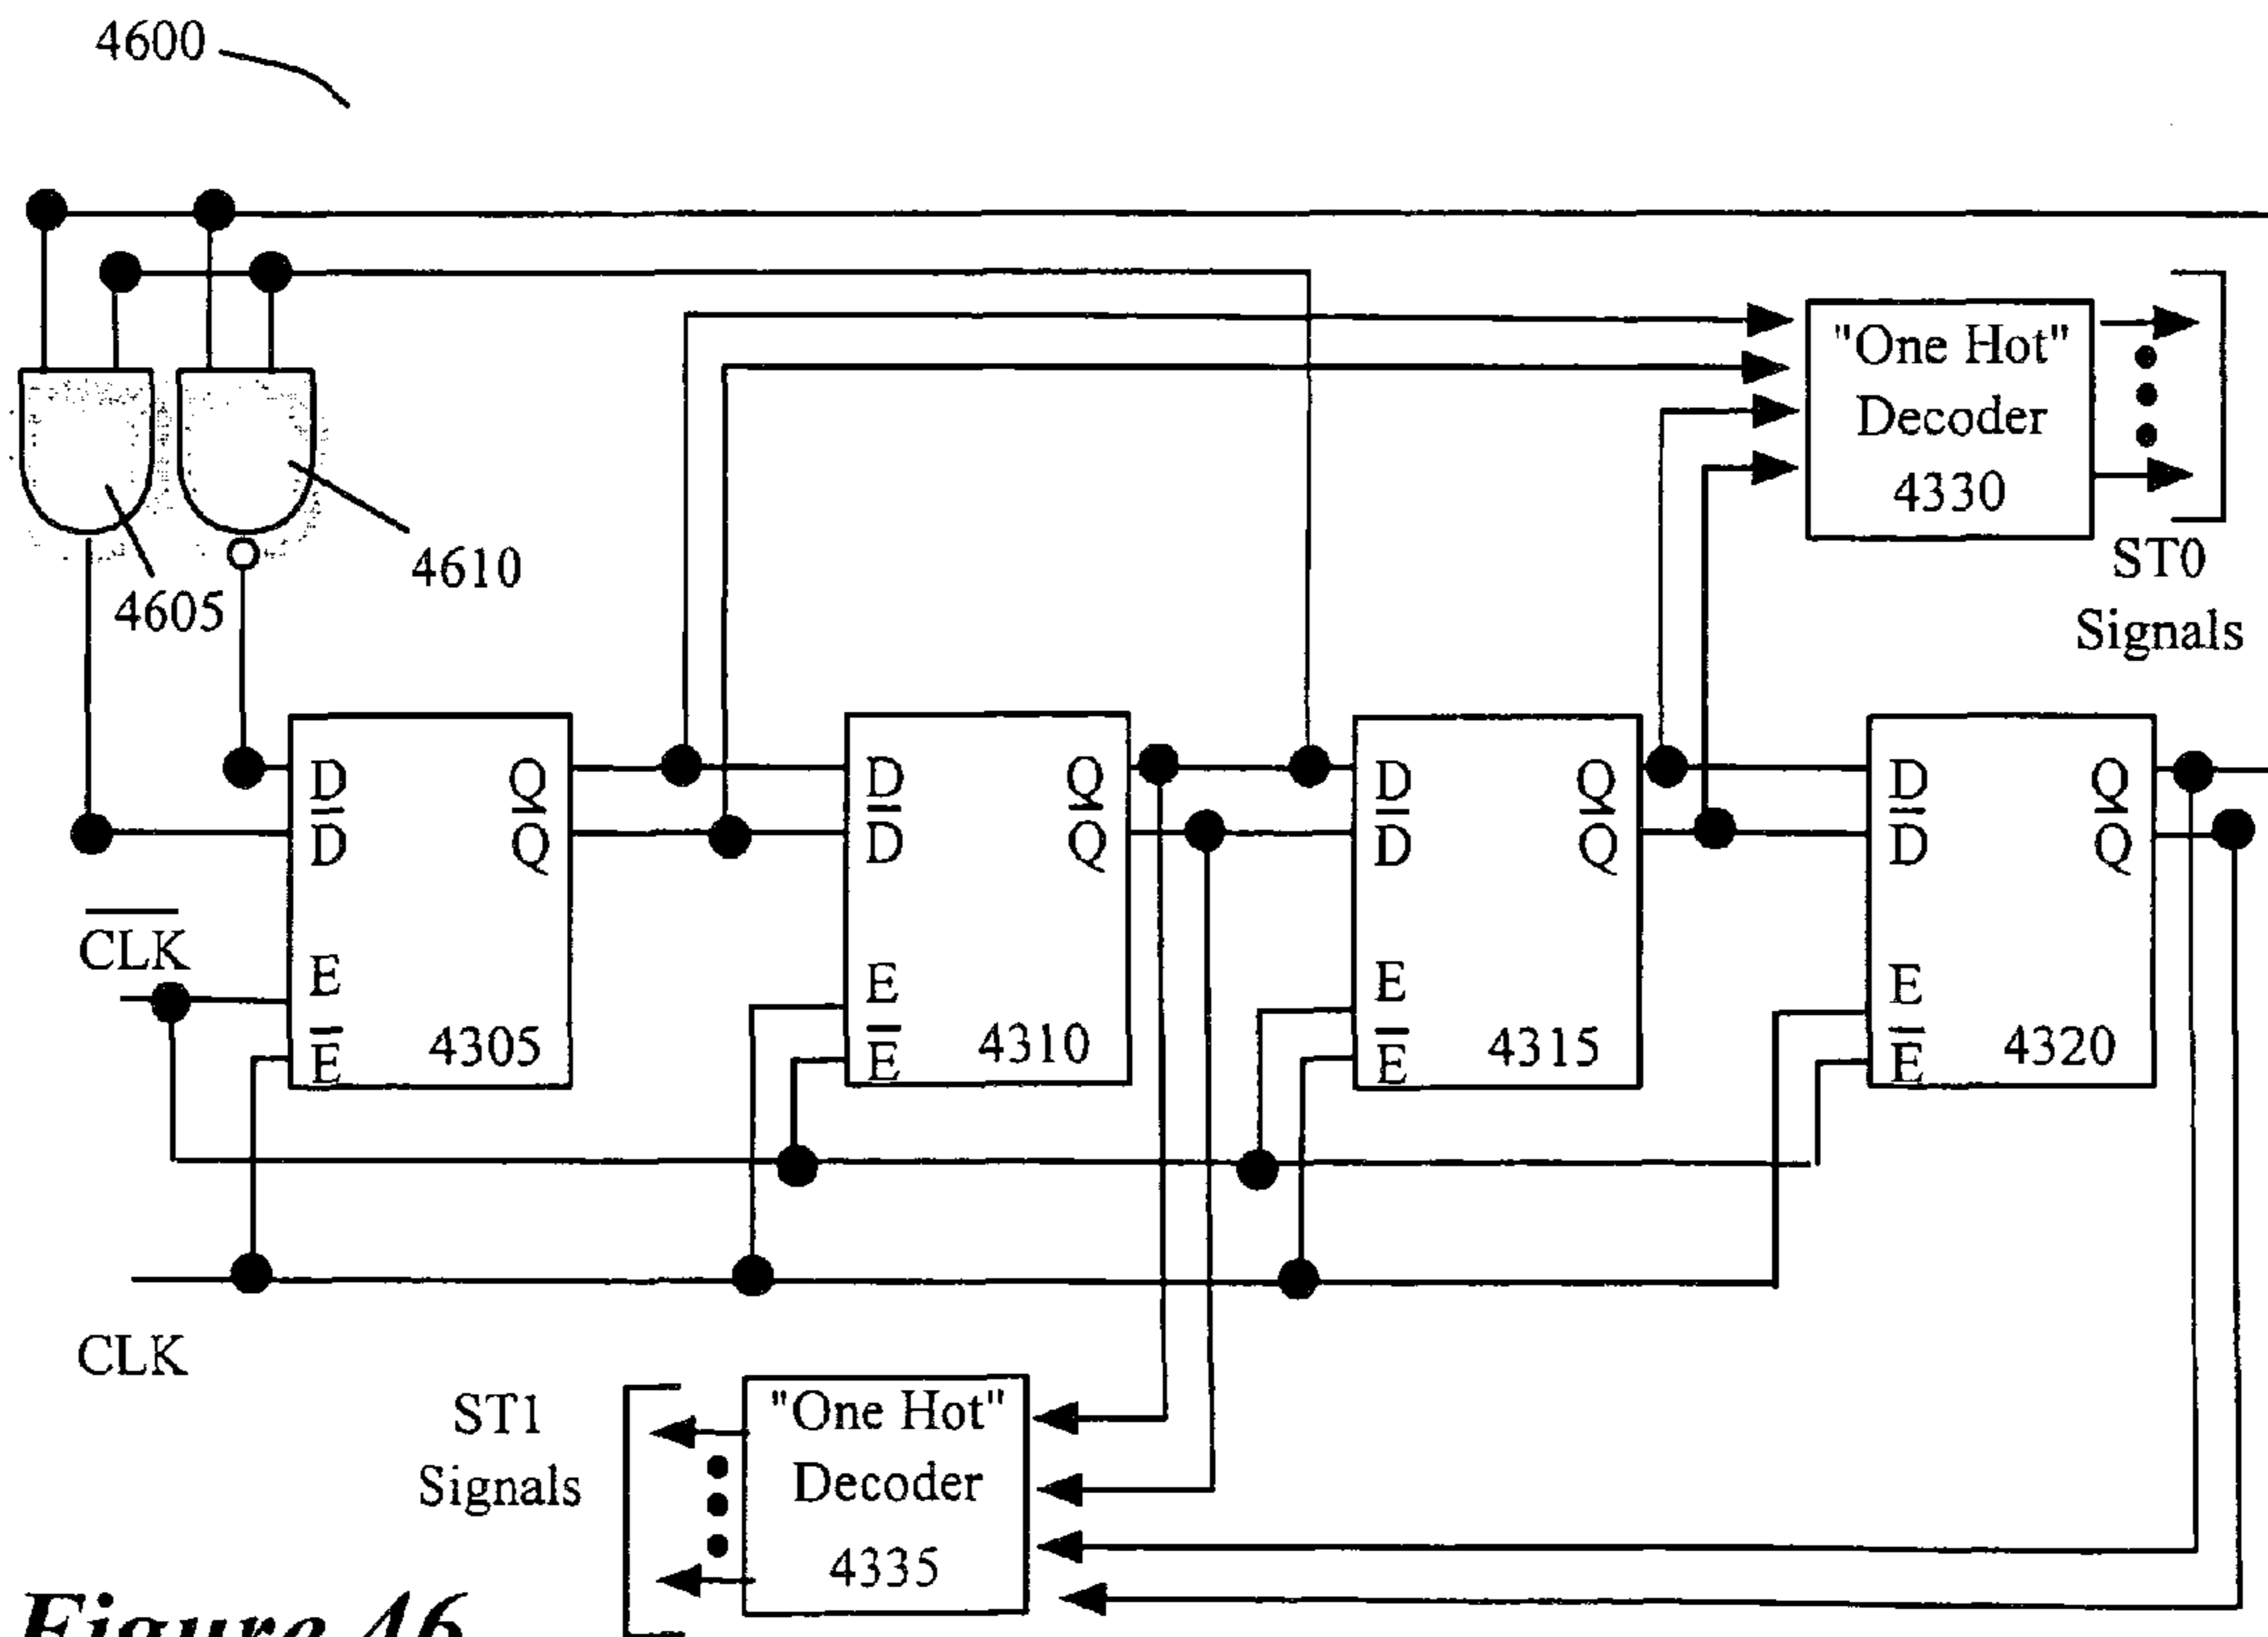 4600
"One Hot"
Decoder
4330
ST0
Signals
4610
4605
D Q
D̅ Q̅
E
E̅
4305
D Q
D̅ Q̅
E
E̅
4310
D Q
D̅ Q̅
E
E̅
4315
D Q
D̅ Q̅
E
E̅
4320
C̅L̅K̅
CLK
ST1
Signals
"One Hot"
Decoder
4335
Figure 46